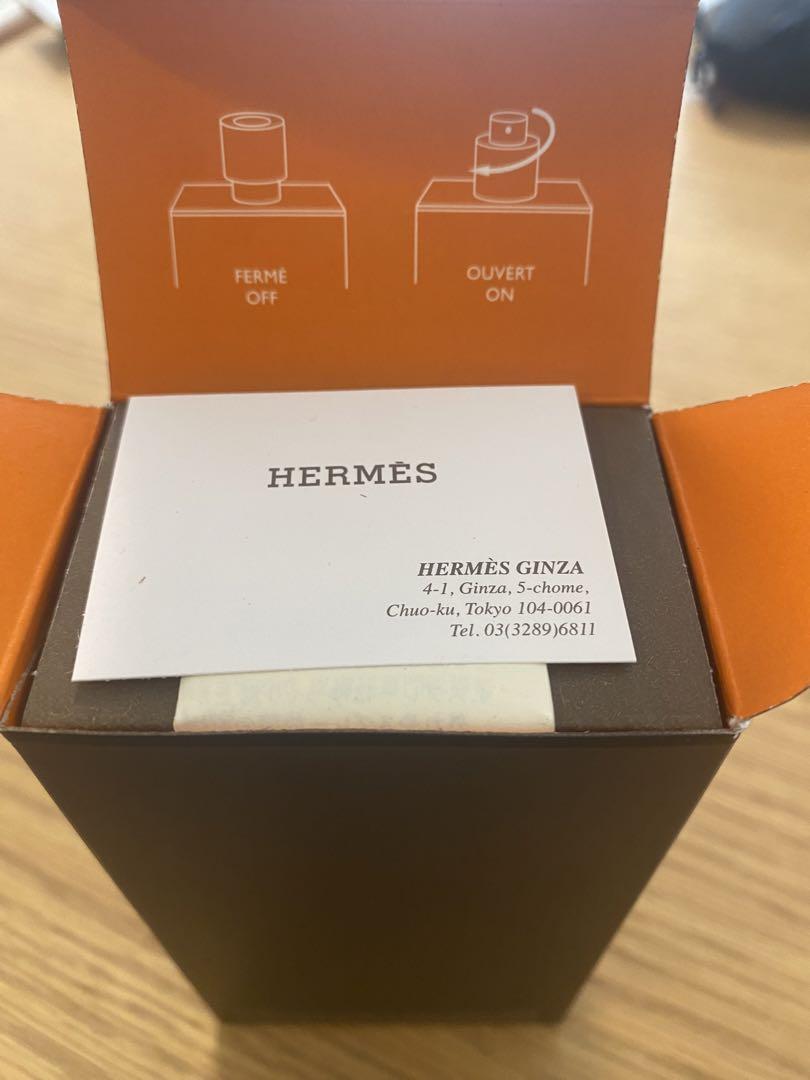 FERMÉ
OFF
OUVERT
ON
HERMÈS
HERMÈS GINZA
4-1, Ginza, 5-chome,
Chuo-ku, Tokyo 104-0061
Tel. 03(3289)6811